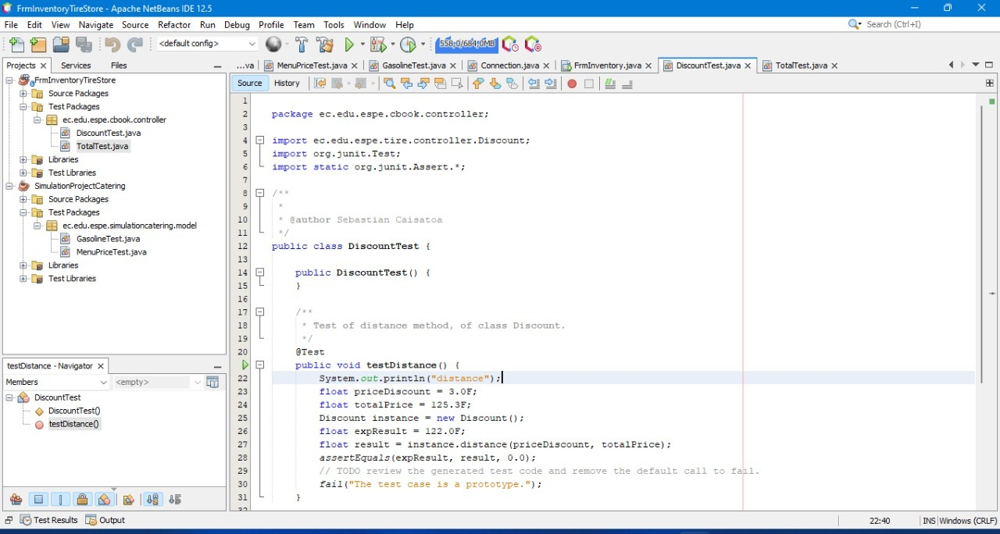 FrmInventoryTireStore - Apache NetBeans IDE 12.5
File Edit View Navigate Source Refactor Run Debug Profile Team Tools Window Help
Search (Ctrl+I)
<default config>
558,0/684,0MB
Projects Services Files
...va MenuPriceTest.java GasolineTest.java Connection.java FrmInventory.java DiscountTest.java TotalTest.java
Source History
FrmInventoryTireStore
Source Packages
Test Packages
ec.edu.espe.cbook.controller
DiscountTest.java
TotalTest.java
Libraries
Test Libraries
SimulationProjectCatering
Source Packages
Test Packages
ec.edu.espe.simulationcatering.model
GasolineTest.java
MenuPriceTest.java
Libraries
Test Libraries
testDistance - Navigator
Members <empty>
DiscountTest
DiscountTest()
testDistance()
1
2 package ec.edu.espe.cbook.controller;
3
4 import ec.edu.espe.tire.controller.Discount;
5 import org.junit.Test;
6 import static org.junit.Assert.*;
7
8 /**
9 *
10 * @author Sebastian Caisatoa
11 */
12 public class DiscountTest {
13
14 public DiscountTest() {
15 }
16
17 /**
18 * Test of distance method, of class Discount.
19 */
20 @Test
public void testDistance() {
22 System.out.println("distance");
23 float priceDiscount = 3.0F;
24 float totalPrice = 125.3F;
25 Discount instance = new Discount();
26 float expResult = 122.0F;
27 float result = instance.distance(priceDiscount, totalPrice);
28 assertEquals(expResult, result, 0.0);
29 // TODO review the generated test code and remove the default call to fail.
30 fail("The test case is a prototype.");
31 }
32
Test Results Output
22:40 INS Windows (CRLF)